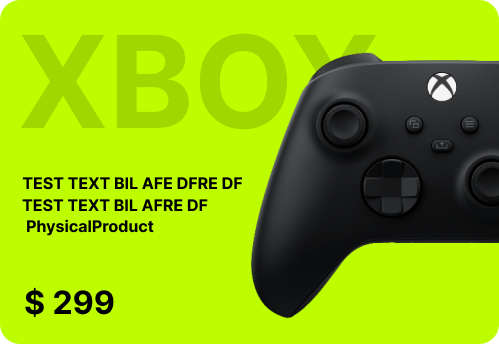 XBOX
TEST TEXT BIL AFE DFRE DF
TEST TEXT BIL AFRE DF
PhysicalProduct
$ 299